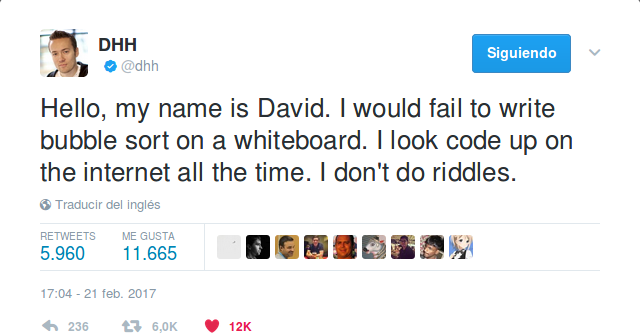 DHH
@dhh
Siguiendo
Hello, my name is David. I would fail to write
bubble sort on a whiteboard. I look code up on
the internet all the time. I don't do riddles.
Traducir del inglés
RETWEETS ME GUSTA
5.960 11.665
17:04 - 21 feb. 2017
236 6,0K 12K